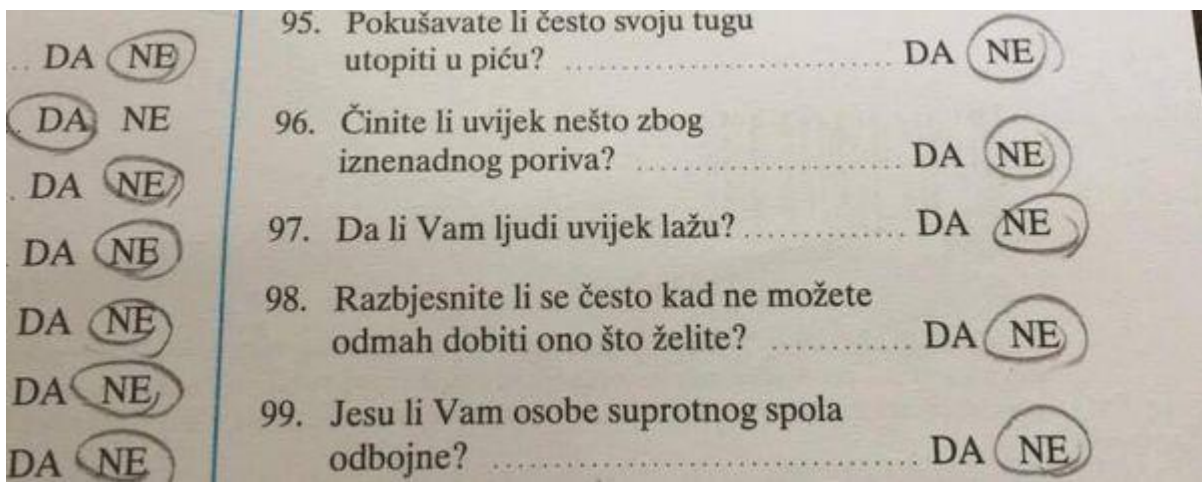 .. DA NE
. DA NE
. DA NE
. DA NE
DA NE
DA NE
DA NE
95. Pokušavate li često svoju tugu
utopiti u piću? ................................ DA NE
96. Činite li uvijek nešto zbog
iznenadnog poriva? .......................... DA NE
97. Da li Vam ljudi uvijek lažu? ............... DA NE
98. Razbjesnite li se često kad ne možete
odmah dobiti ono što želite? ............. DA NE
99. Jesu li Vam osobe suprotnog spola
odbojne? ........................................ DA NE